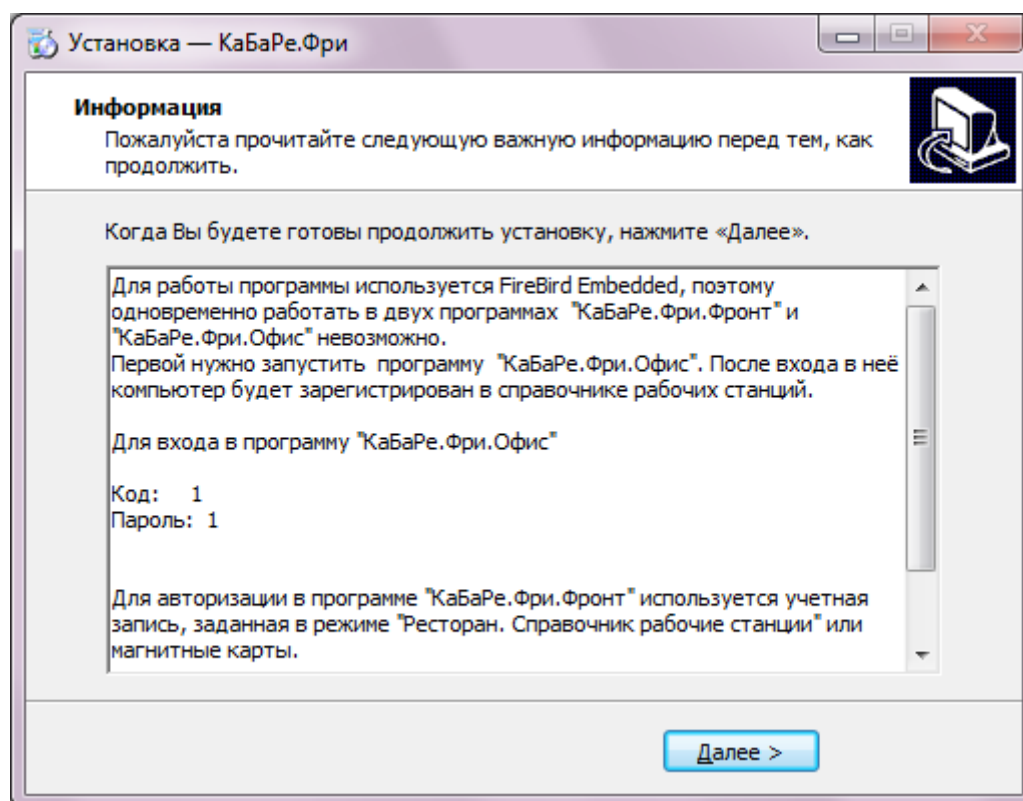 Установка — КаБаРе.Фри
Информация
Пожалуйста прочитайте следующую важную информацию перед тем, как
продолжить.
Когда Вы будете готовы продолжить установку, нажмите «Далее».
Для работы программы используется FireBird Embedded, поэтому
одновременно работать в двух программах "КаБаРе.Фри.Фронт" и
"КаБаРе.Фри.Офис" невозможно.
Первой нужно запустить программу "КаБаРе.Фри.Офис". После входа в неё
компьютер будет зарегистрирован в справочнике рабочих станций.
Для входа в программу "КаБаРе.Фри.Офис"
Код: 1
Пароль: 1
Для авторизации в программе "КаБаРе.Фри.Фронт" используется учетная
запись, заданная в режиме "Ресторан. Справочник рабочие станции" или
магнитные карты.
Далее >